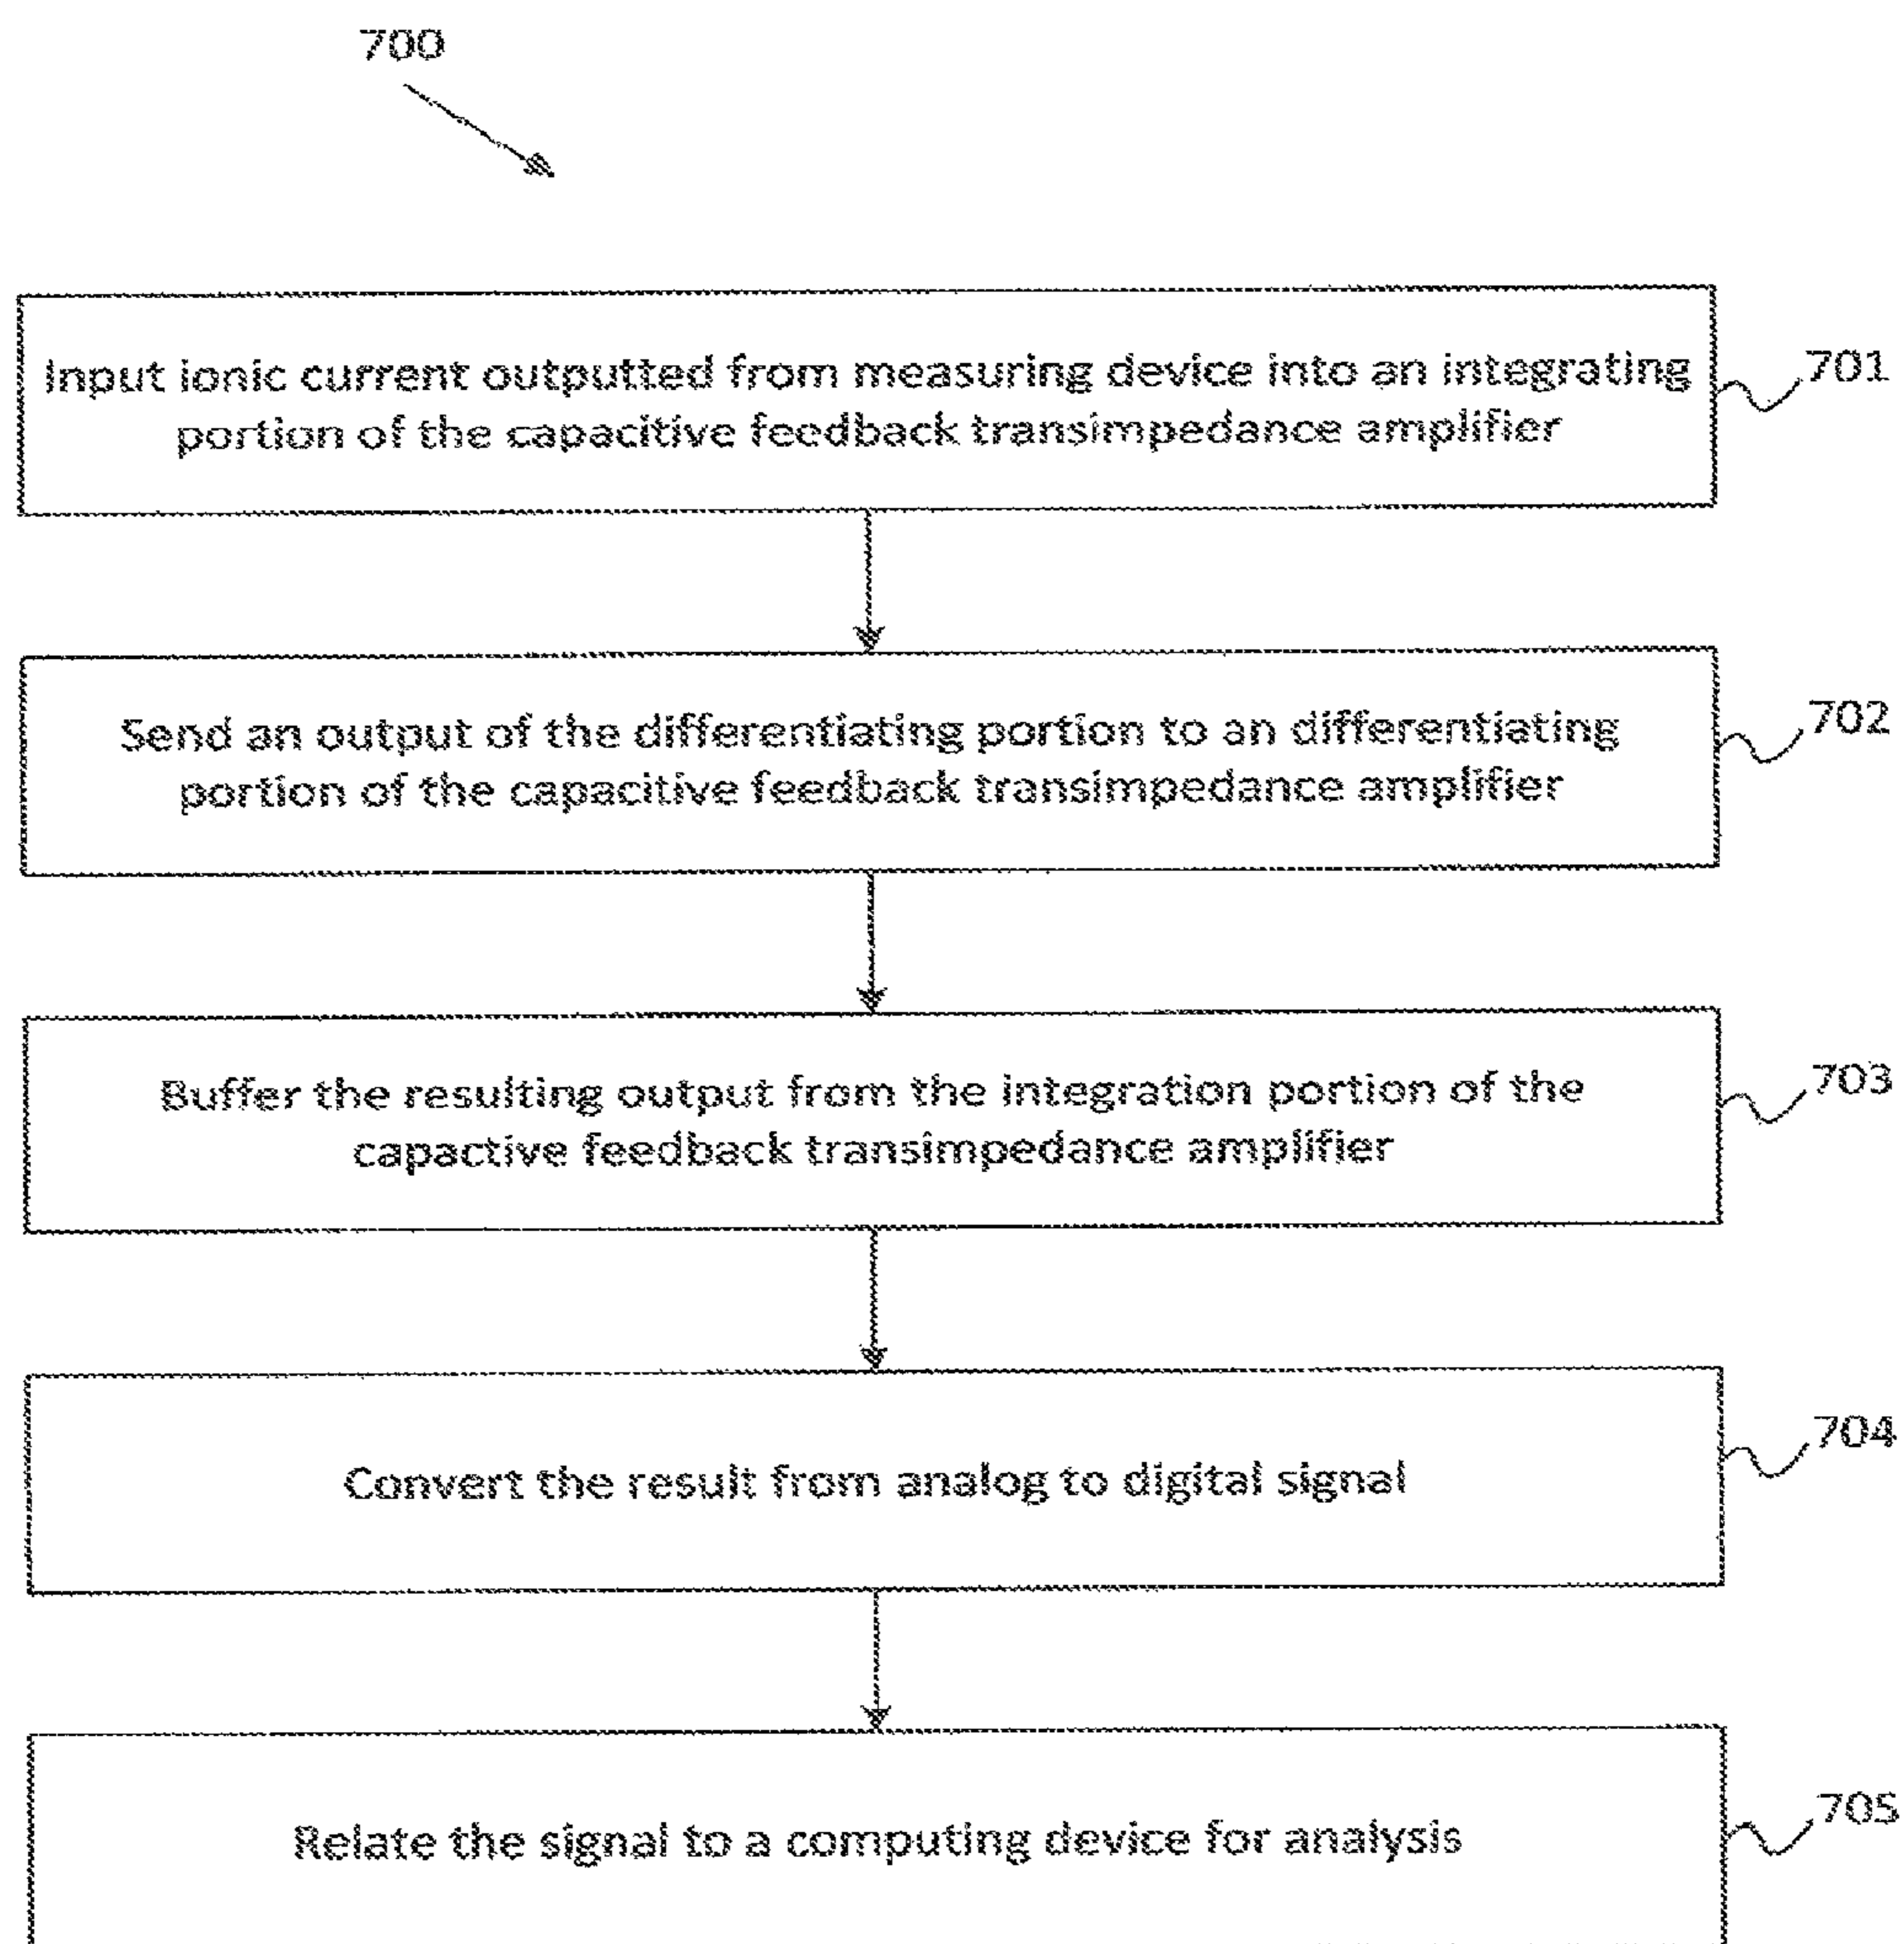 700
Input ionic current outputted from measuring device into an integrating
portion of the capacitive feedback transimpedance amplifier
701
Send an output of the differentiating portion to an differentiating
portion of the capacitive feedback transimpedance amplifier
702
Buffer the resulting output from the integration portion of the
capactive feedback transimpedance amplifier
703
Convert the result from analog to digital signal
704
Relate the signal to a computing device for analysis
705